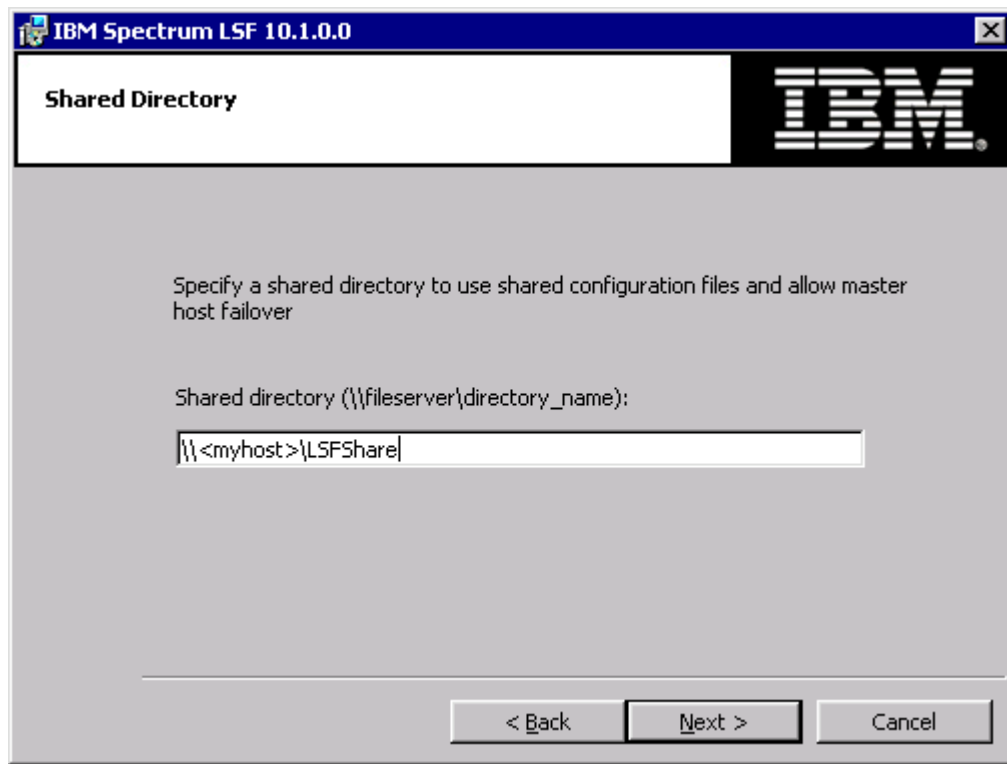 IBM Spectrum LSF 10.1.0.0
Shared Directory
IBM®
Specify a shared directory to use shared configuration files and allow master
host failover
Shared directory (\\fileserver\directory_name):
\\<myhost>\LSFShare
< Back Next > Cancel